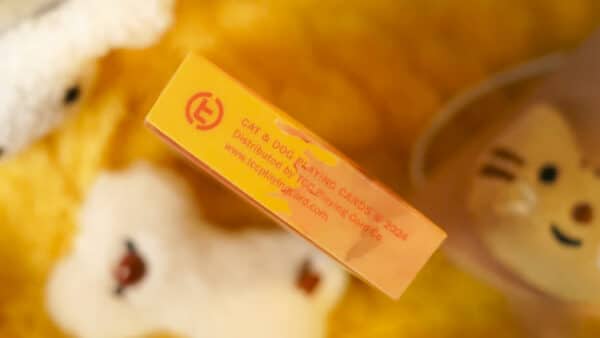 CAT & DOG PLAYING CARDS © 2024
Distributed by TCC Playing Card Co.
www.tccplayingcard.com